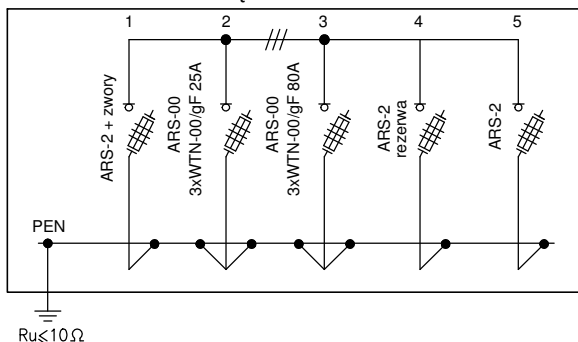 1 2 3 4 5
ARS-2 + zwory
ARS-00
3xWTN-00/gF 25A
ARS-00
3xWTN-00/gF 80A
ARS-2
rezerwa
ARS-2
PEN
Ru≤10Ω